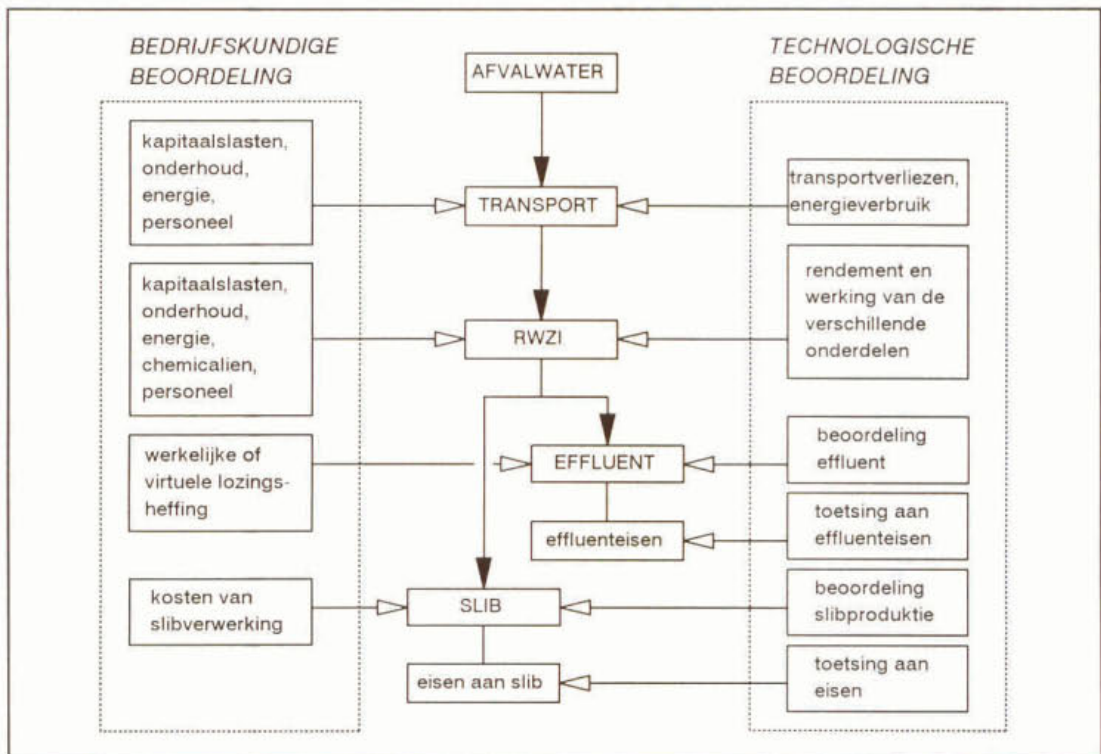 BEDRIJFSKUNDIGE
BEOORDELING
kapitaalslasten,
onderhoud,
energie,
personeel
kapitaalslasten,
onderhoud,
energie,
chemicalien,
personeel
werkelijke of
virtuele lozings-
heffing
kosten van
slibverwerking
AFVALWATER
TRANSPORT
RWZI
EFFLUENT
effluenteisen
SLIB
eisen aan slib
TECHNOLOGISCHE
BEOORDELING
transportverliezen,
energieverbruik
rendement en
werking van de
verschillende
onderdelen
beoordeling
effluent
toetsing aan
effluenteisen
beoordeling
slibproduktie
toetsing aan
eisen